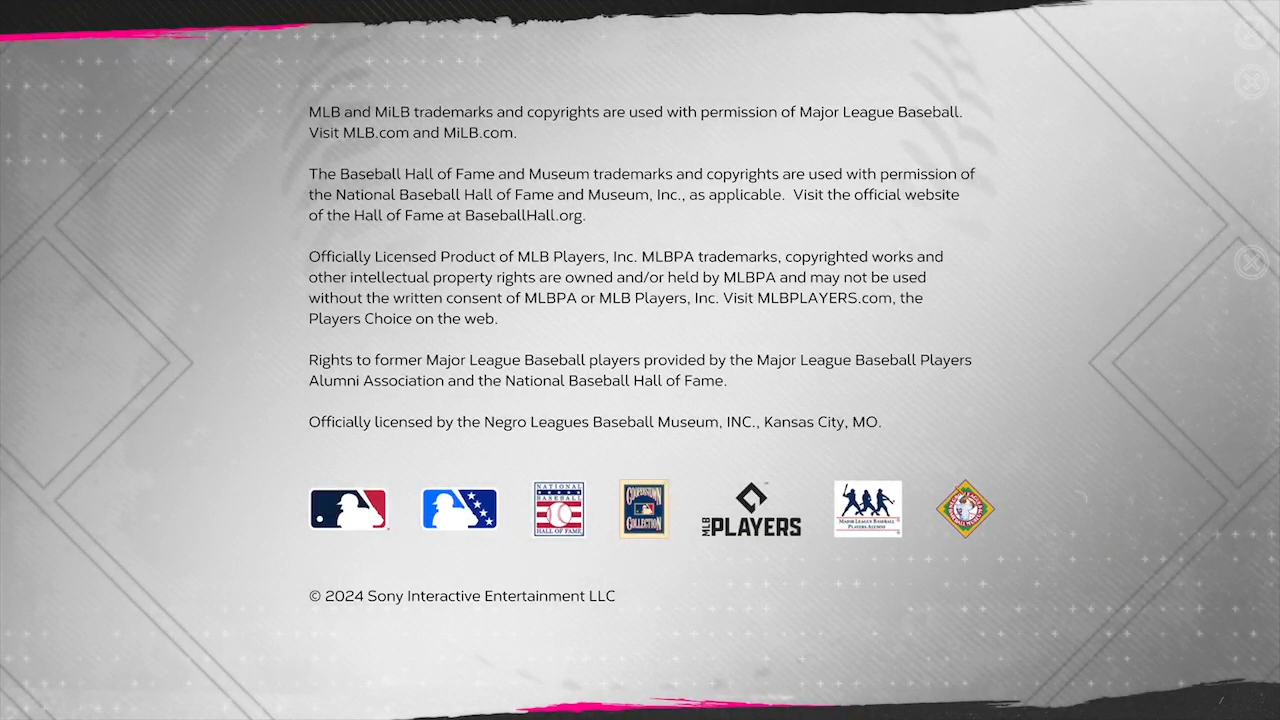 MLB and MiLB trademarks and copyrights are used with permission of Major League Baseball.
Visit MLB.com and MiLB.com.
The Baseball Hall of Fame and Museum trademarks and copyrights are used with permission of
the National Baseball Hall of Fame and Museum, Inc., as applicable.  Visit the official website
of the Hall of Fame at BaseballHall.org.
Officially Licensed Product of MLB Players, Inc. MLBPA trademarks, copyrighted works and
other intellectual property rights are owned and/or held by MLBPA and may not be used
without the written consent of MLBPA or MLB Players, Inc. Visit MLBPLAYERS.com, the
Players Choice on the web.
Rights to former Major League Baseball players provided by the Major League Baseball Players
Alumni Association and the National Baseball Hall of Fame.
Officially licensed by the Negro Leagues Baseball Museum, INC., Kansas City, MO.
NATIONAL
BASEBALL
HALL OF FAME
COOPERSTOWN
COLLECTION
MLB PLAYERS
MAJOR LEAGUE BASEBALL
PLAYERS ALUMNI
© 2024 Sony Interactive Entertainment LLC